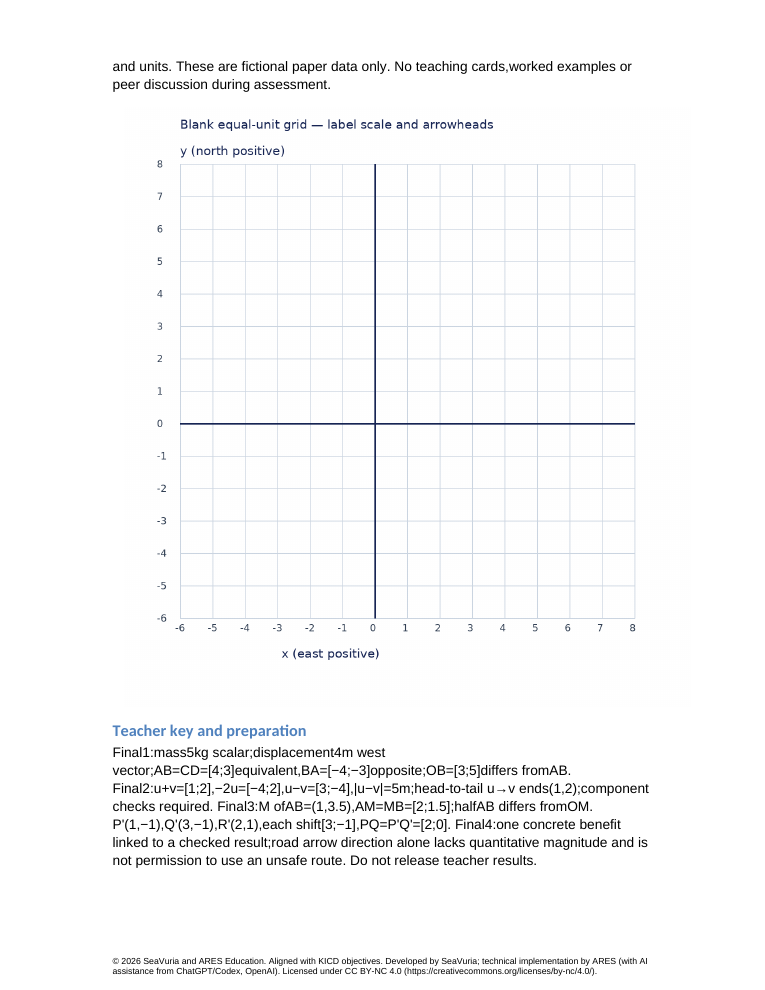 and units. These are fictional paper data only. No teaching cards,worked examples or
peer discussion during assessment.
Blank equal-unit grid — label scale and arrowheads
y (north positive)
8
7
6
5
4
3
2
1
0
-1
-2
-3
-4
-5
-6
-6 -5 -4 -3 -2 -1 0 1 2 3 4 5 6 7 8
x (east positive)
Teacher key and preparation
Final1:mass5kg scalar;displacement4m west
vector;AB=CD=[4;3]equivalent,BA=[−4;−3]opposite;OB=[3;5]differs fromAB.
Final2:u+v=[1;2],−2u=[−4;2],u−v=[3;−4],|u−v|=5m;head-to-tail u→v ends(1,2);component
checks required. Final3:M ofAB=(1,3.5),AM=MB=[2;1.5];halfAB differs fromOM.
P'(1,−1),Q'(3,−1),R'(2,1),each shift[3;−1],PQ=P'Q'=[2;0]. Final4:one concrete benefit
linked to a checked result;road arrow direction alone lacks quantitative magnitude and is
not permission to use an unsafe route. Do not release teacher results.
© 2026 SeaVuria and ARES Education. Aligned with KICD objectives. Developed by SeaVuria; technical implementation by ARES (with AI
assistance from ChatGPT/Codex, OpenAI). Licensed under CC BY-NC 4.0 (https://creativecommons.org/licenses/by-nc/4.0/).